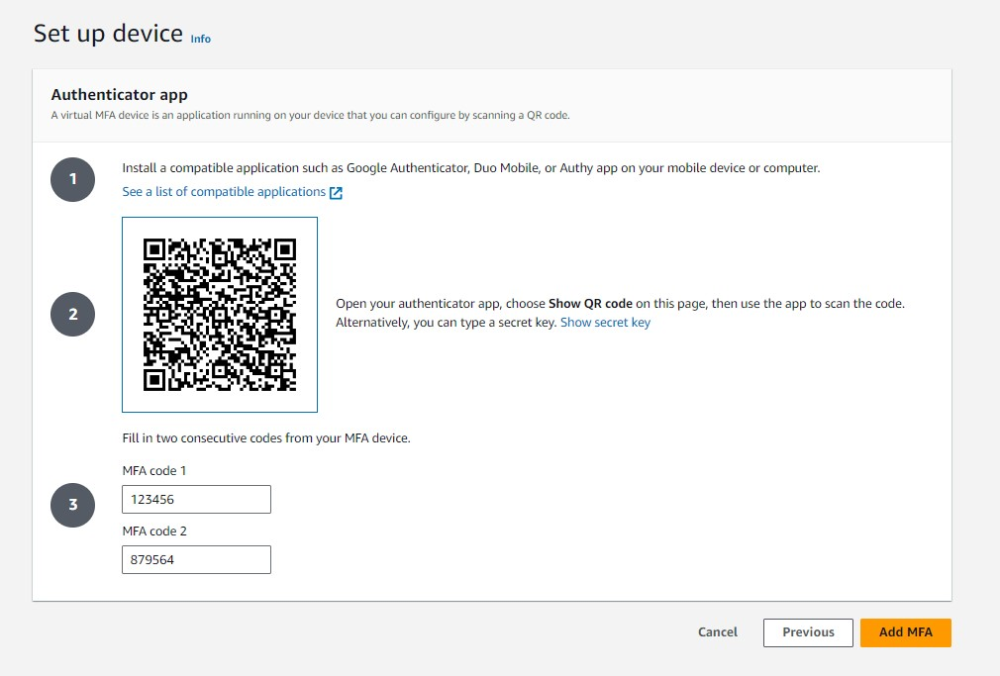 Set up device Info
Authenticator app
A virtual MFA device is an application running on your device that you can configure by scanning a QR code.
1
Install a compatible application such as Google Authenticator, Duo Mobile, or Authy app on your mobile device or computer.
See a list of compatible applications
2
Open your authenticator app, choose Show QR code on this page, then use the app to scan the code.
Alternatively, you can type a secret key. Show secret key
Fill in two consecutive codes from your MFA device.
MFA code 1
3
123456
MFA code 2
879564
Cancel Previous Add MFA